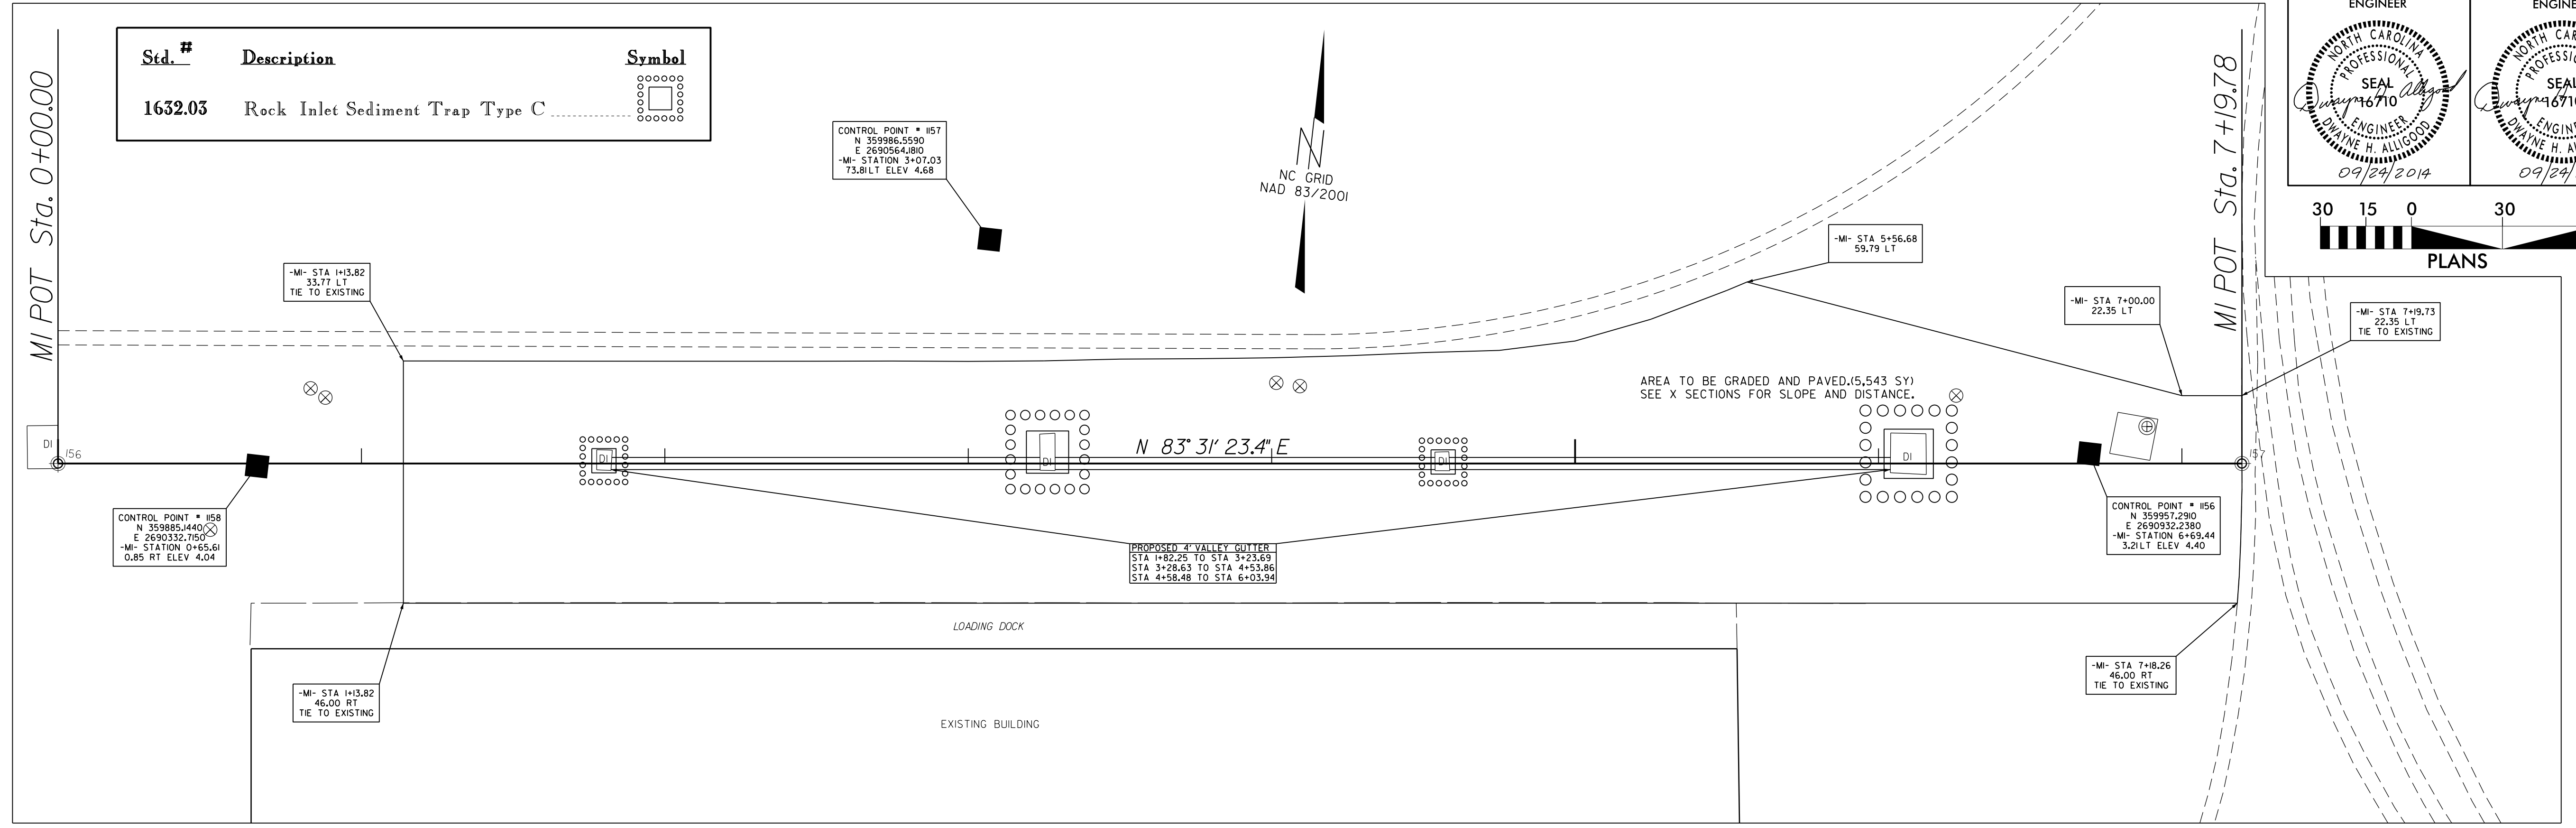 MI POT Sta. 0+00.00
Std. # Description Symbol
1632.03 Rock Inlet Sediment Trap Type C
CONTROL POINT # 1157
N 359986.5590
E 2690564.1810
-MI- STATION 3+07.03
73.81LT ELEV 4.68
NC GRID
NAD 83/2001
MI POT Sta. 7+19.78
ENGINEER
NORTH CAROLINA
PROFESSIONAL
SEAL
16710
ENGINEER
DWAYNE H. ALLIGOOD
09/24/2014
30 15 0 30
PLANS
-MI- STA 1+13.82
33.77 LT
TIE TO EXISTING
-MI- STA 5+56.68
59.79 LT
-MI- STA 7+00.00
22.35 LT
-MI- STA 7+19.73
22.35 LT
TIE TO EXISTING
AREA TO BE GRADED AND PAVED.(5,543 SY)
SEE X SECTIONS FOR SLOPE AND DISTANCE.
N 83° 31' 23.4" E
DI
156
DI
DI
DI
DI
157
CONTROL POINT # 1158
N 359885.1440
E 2690332.7150
-MI- STATION 0+65.61
0.85 RT ELEV 4.04
PROPOSED 4' VALLEY GUTTER
STA 1+82.25 TO STA 3+23.69
STA 3+28.63 TO STA 4+53.86
STA 4+58.48 TO STA 6+03.94
CONTROL POINT # 1156
N 359957.2910
E 2690932.2380
-MI- STATION 6+69.44
3.21LT ELEV 4.40
LOADING DOCK
-MI- STA 1+13.82
46.00 RT
TIE TO EXISTING
EXISTING BUILDING
-MI- STA 7+18.26
46.00 RT
TIE TO EXISTING